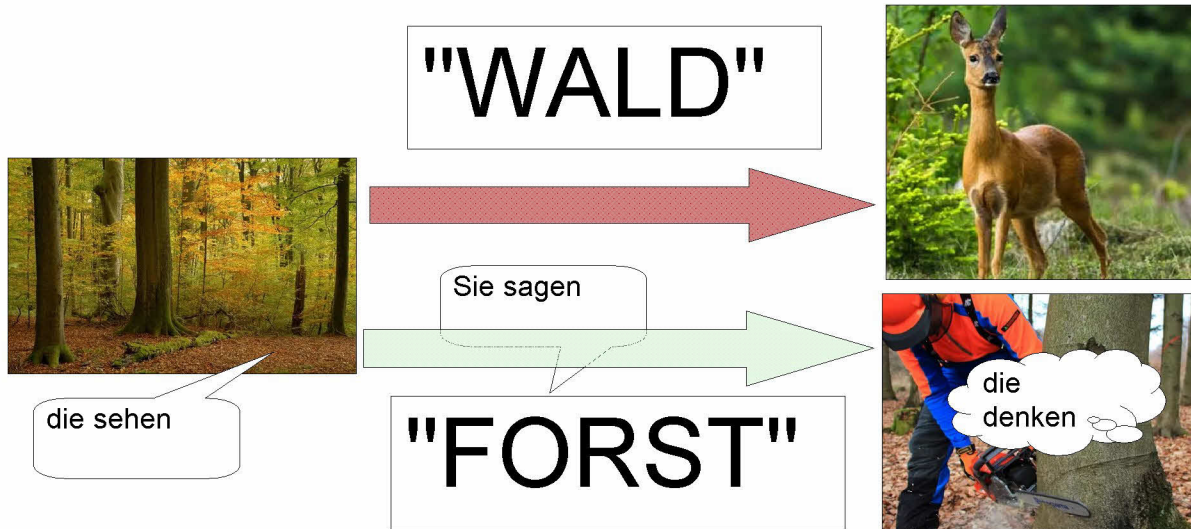 "WALD"
Sie sagen
die sehen
"FORST"
die
denken